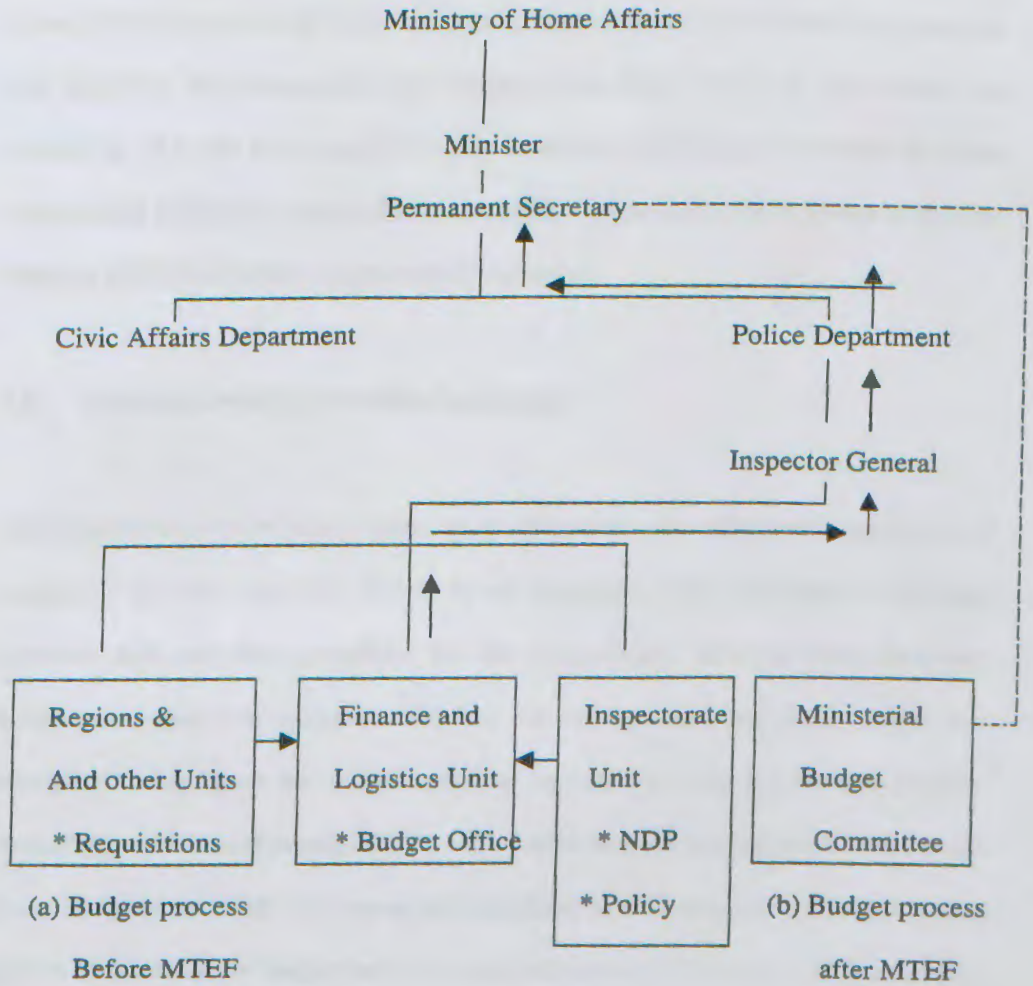 Ministry of Home Affairs
Minister
Permanent Secretary
Civic Affairs Department
Police Department
Inspector General
Regions &
And other Units
* Requisitions
Finance and
Logistics Unit
* Budget Office
Inspectorate
Unit
* NDP
* Policy
Ministerial
Budget
Committee
(a) Budget process
Before MTEF
(b) Budget process
after MTEF